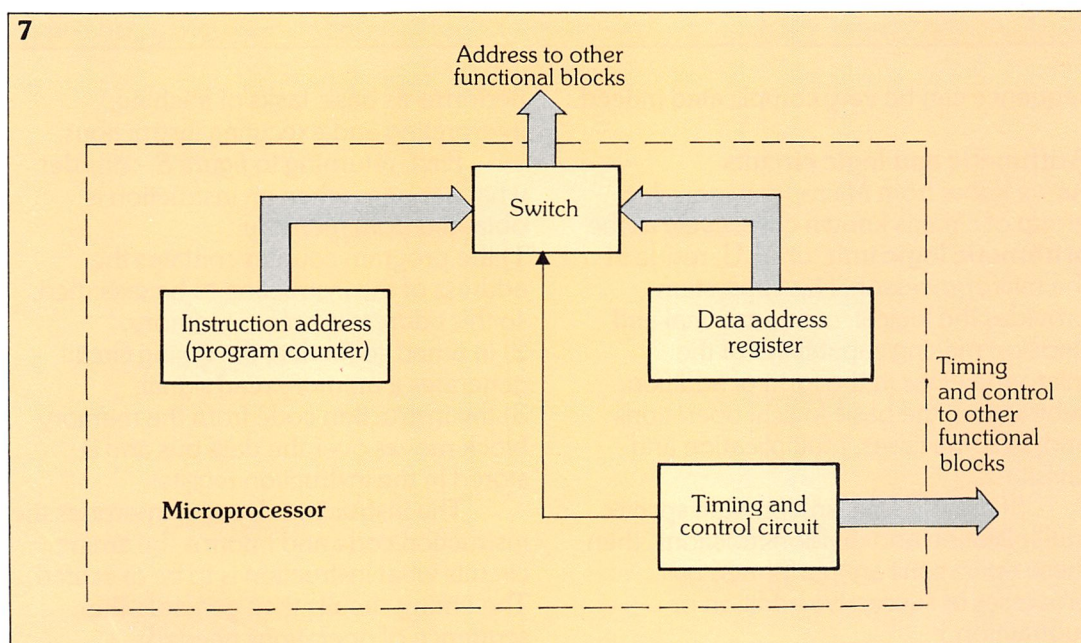 7
Address to other
functional blocks
Switch
Instruction address
(program counter)
Data address
register
Timing
and control
to other
functional
blocks
Timing and
control circuit
Microprocessor